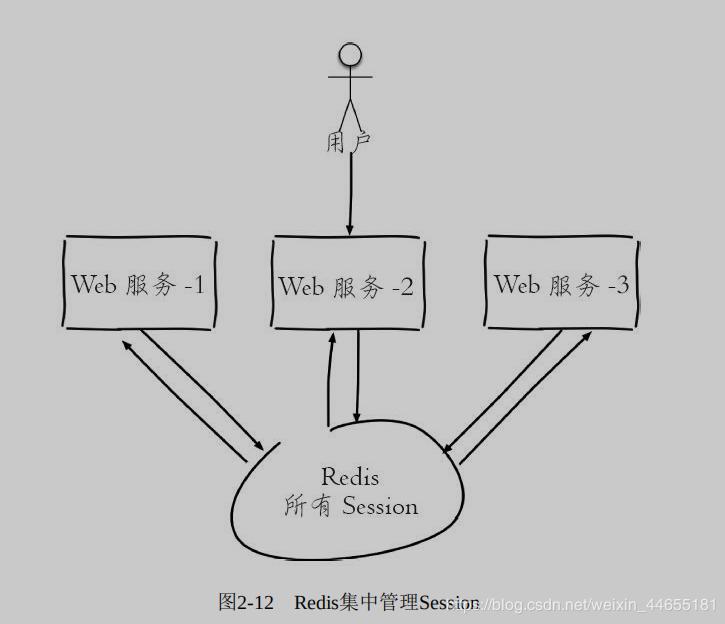 用户
Web 服务 -1
Web 服务 -2
Web 服务 -3
Redis
所有 Session
图2-12 Redis集中管理Session
https://blog.csdn.net/weixin_44655181